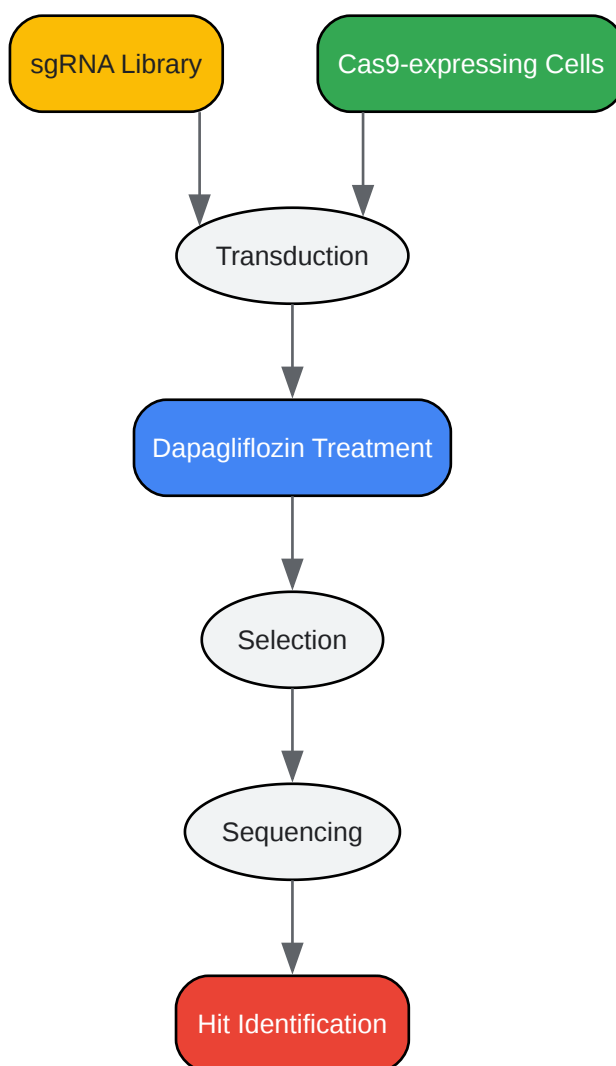 sgRNA Library
Cas9-expressing Cells
Transduction
Dapagliflozin Treatment
Selection
Sequencing
Hit Identification